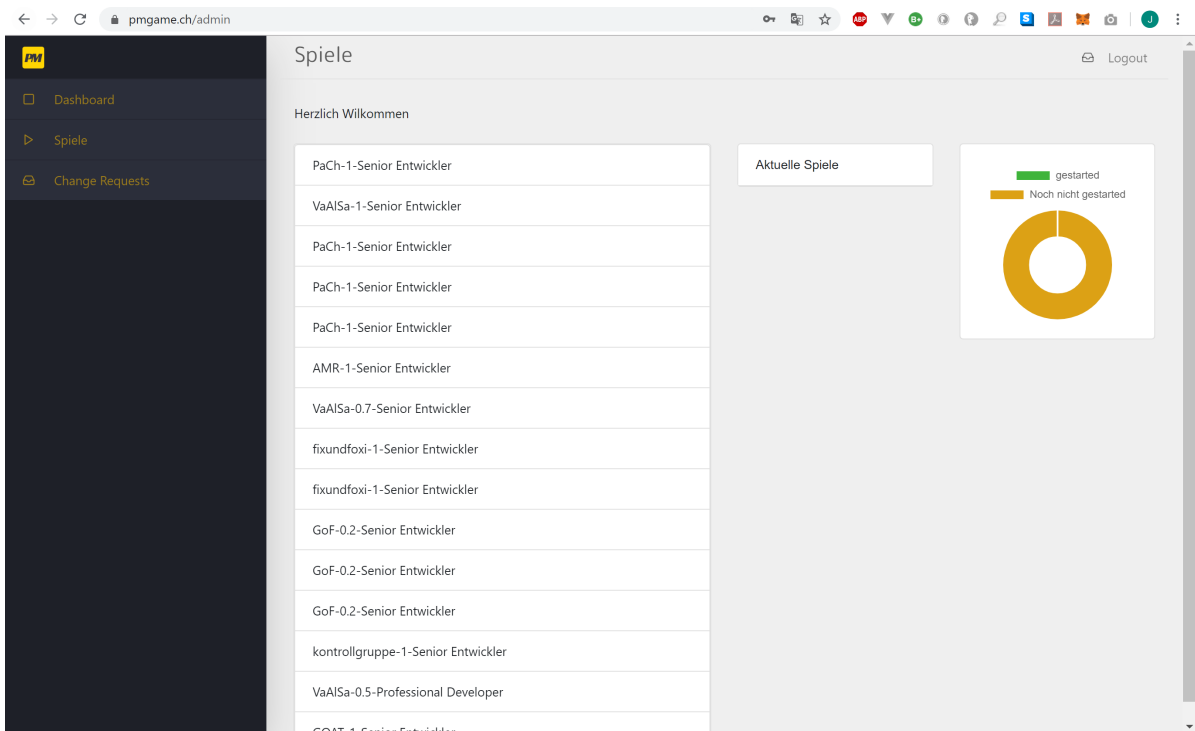 pmgame.ch/admin
ABP
B+
S
J
PM
Spiele
Logout
Dashboard
Spiele
Change Requests
Herzlich Wilkommen
PaCh-1-Senior Entwickler
VaAlSa-1-Senior Entwickler
PaCh-1-Senior Entwickler
PaCh-1-Senior Entwickler
PaCh-1-Senior Entwickler
AMR-1-Senior Entwickler
VaAlSa-0.7-Senior Entwickler
fixundfoxi-1-Senior Entwickler
fixundfoxi-1-Senior Entwickler
GoF-0.2-Senior Entwickler
GoF-0.2-Senior Entwickler
GoF-0.2-Senior Entwickler
kontrollgruppe-1-Senior Entwickler
VaAlSa-0.5-Professional Developer
Aktuelle Spiele
gestarted
Noch nicht gestarted